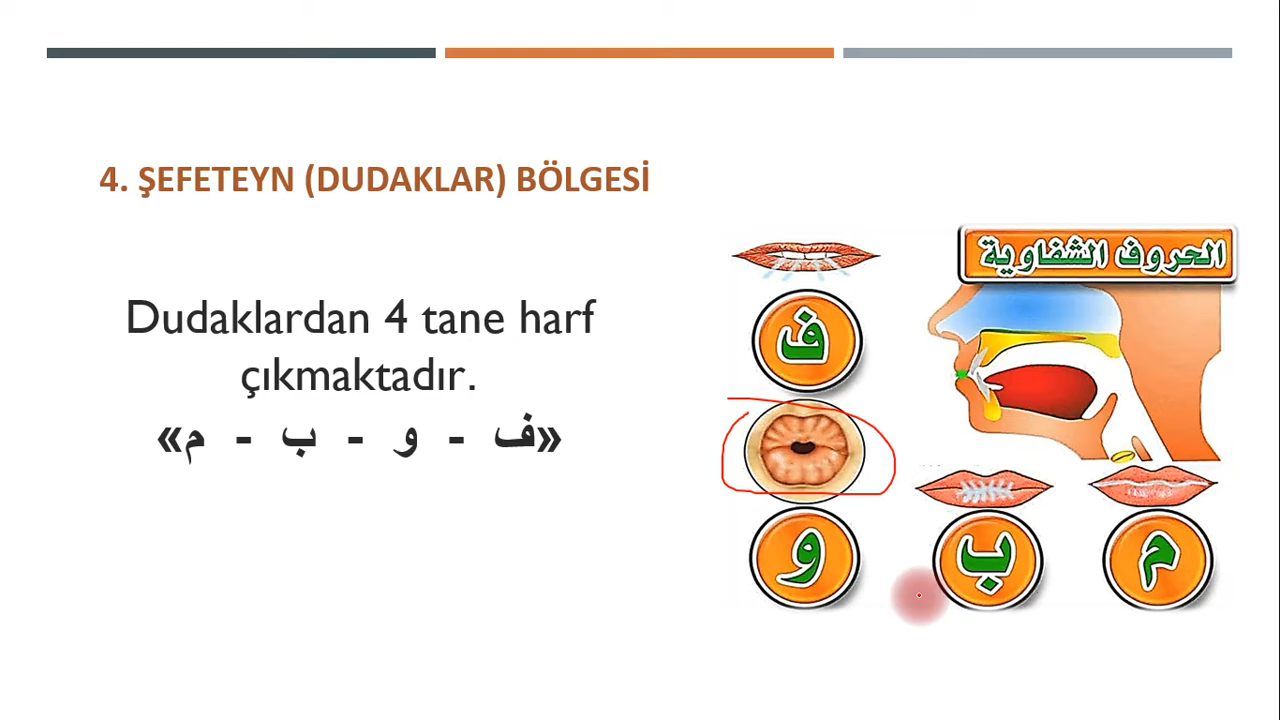 4. ŞEFETEYN (DUDAKLAR) BÖLGESİ
Dudaklardan 4 tane harf
çıkmaktadır.
«ف - و - ب - م»
الحروف الشفاوية
ف
و
ب
م